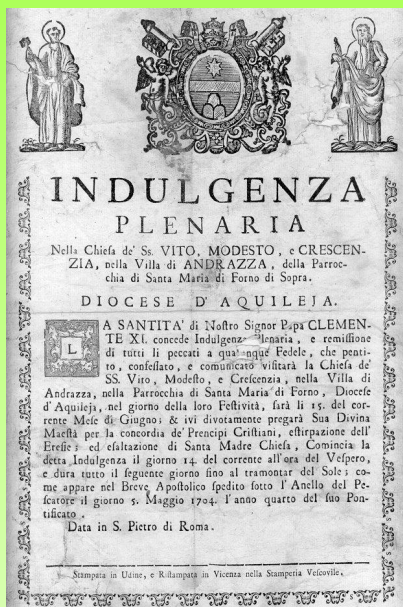 INDULGENZA
PLENARIA
Nella Chiesa de' Ss. VITO, MODESTO, e CRESCEN-
ZIA, nella Villa di ANDRAZZA, della Parroc-
chia di Santa Maria di Forno di Sopra.
DIOCESE D'AQUILEJA.
LA SANTITA' di Nostro Signor Papa CLEMEN-
TE XI. concede Indulgenza Plenaria, e remissione
di tutti li peccati a qualunque Fedele, che penti-
to, confessato, e comunicato visitarà la Chiesa de'
SS. Vito, Modesto, e Crescenzia, nella Villa di
Andrazza, nella Parrocchia di Santa Maria di Forno, Diocese
d'Aquileja, nel giorno della loro Festività, sarà li 15. del cor-
rente Mese di Giugno; & ivi divotamente pregarà Sua Divina
Maestà per la concordia de' Prencipi Cristiani, estirpazione dell'
Eresie; ed esaltazione di Santa Madre Chiesa, Comincia la
detta Indulgenza il giorno 14. del corrente all'ora del Vespero,
e dura tutto il seguente giorno sino al tramontar del Sole; co-
me appare nel Breve Apostolico spedito sotto l'Anello del Pe-
scatore il giorno 5. Maggio 1704. l'anno quarto del suo Pon-
tificato.
Data in S. Pietro di Roma.
Stampata in Udine, e Ristampata in Vicenza nella Stamperia Vescovile.